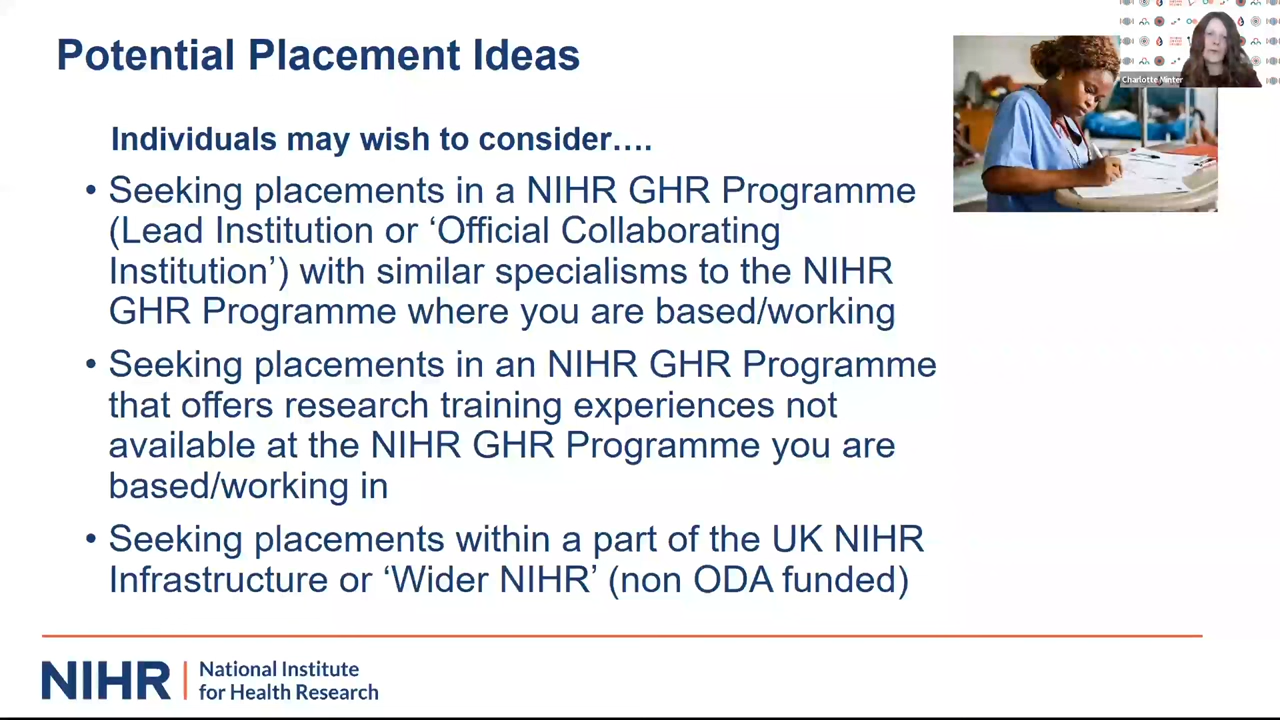 Potential Placement Ideas
Charlotte Minter
Individuals may wish to consider….
• Seeking placements in a NIHR GHR Programme
(Lead Institution or ‘Official Collaborating
Institution’) with similar specialisms to the NIHR
GHR Programme where you are based/working
• Seeking placements in an NIHR GHR Programme
that offers research training experiences not
available at the NIHR GHR Programme you are
based/working in
• Seeking placements within a part of the UK NIHR
Infrastructure or ‘Wider NIHR’ (non ODA funded)
NIHR
National Institute
for Health Research